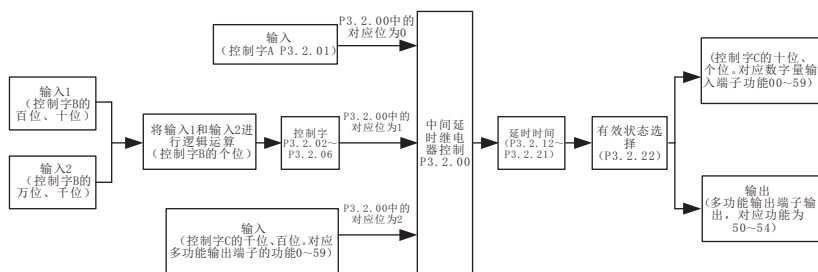 输入
(控制字A P3.2.01)
P3.2.00中的
对应位为0
输入1
(控制字B的
百位、十位)
输入2
(控制字B的
万位、千位)
将输入1和输入2进
行逻辑运算
(控制字B的个位)
控制字
P3.2.02~
P3.2.06
P3.2.00中的
对应位为1
输入
(控制字C的千位、百位。对应
多功能输出端子的功能0~59)
P3.2.00中的
对应位为2
中间延
时继电
器控制
P3.2.00
延时时间
(P3.2.12~
P3.2.21)
有效状态选
择
(P3.2.22)
(控制字C的十位、
个位。对应数字量输
入端子功能00~59)
输出
(多功能输出端子输
出，对应功能为
50~54)